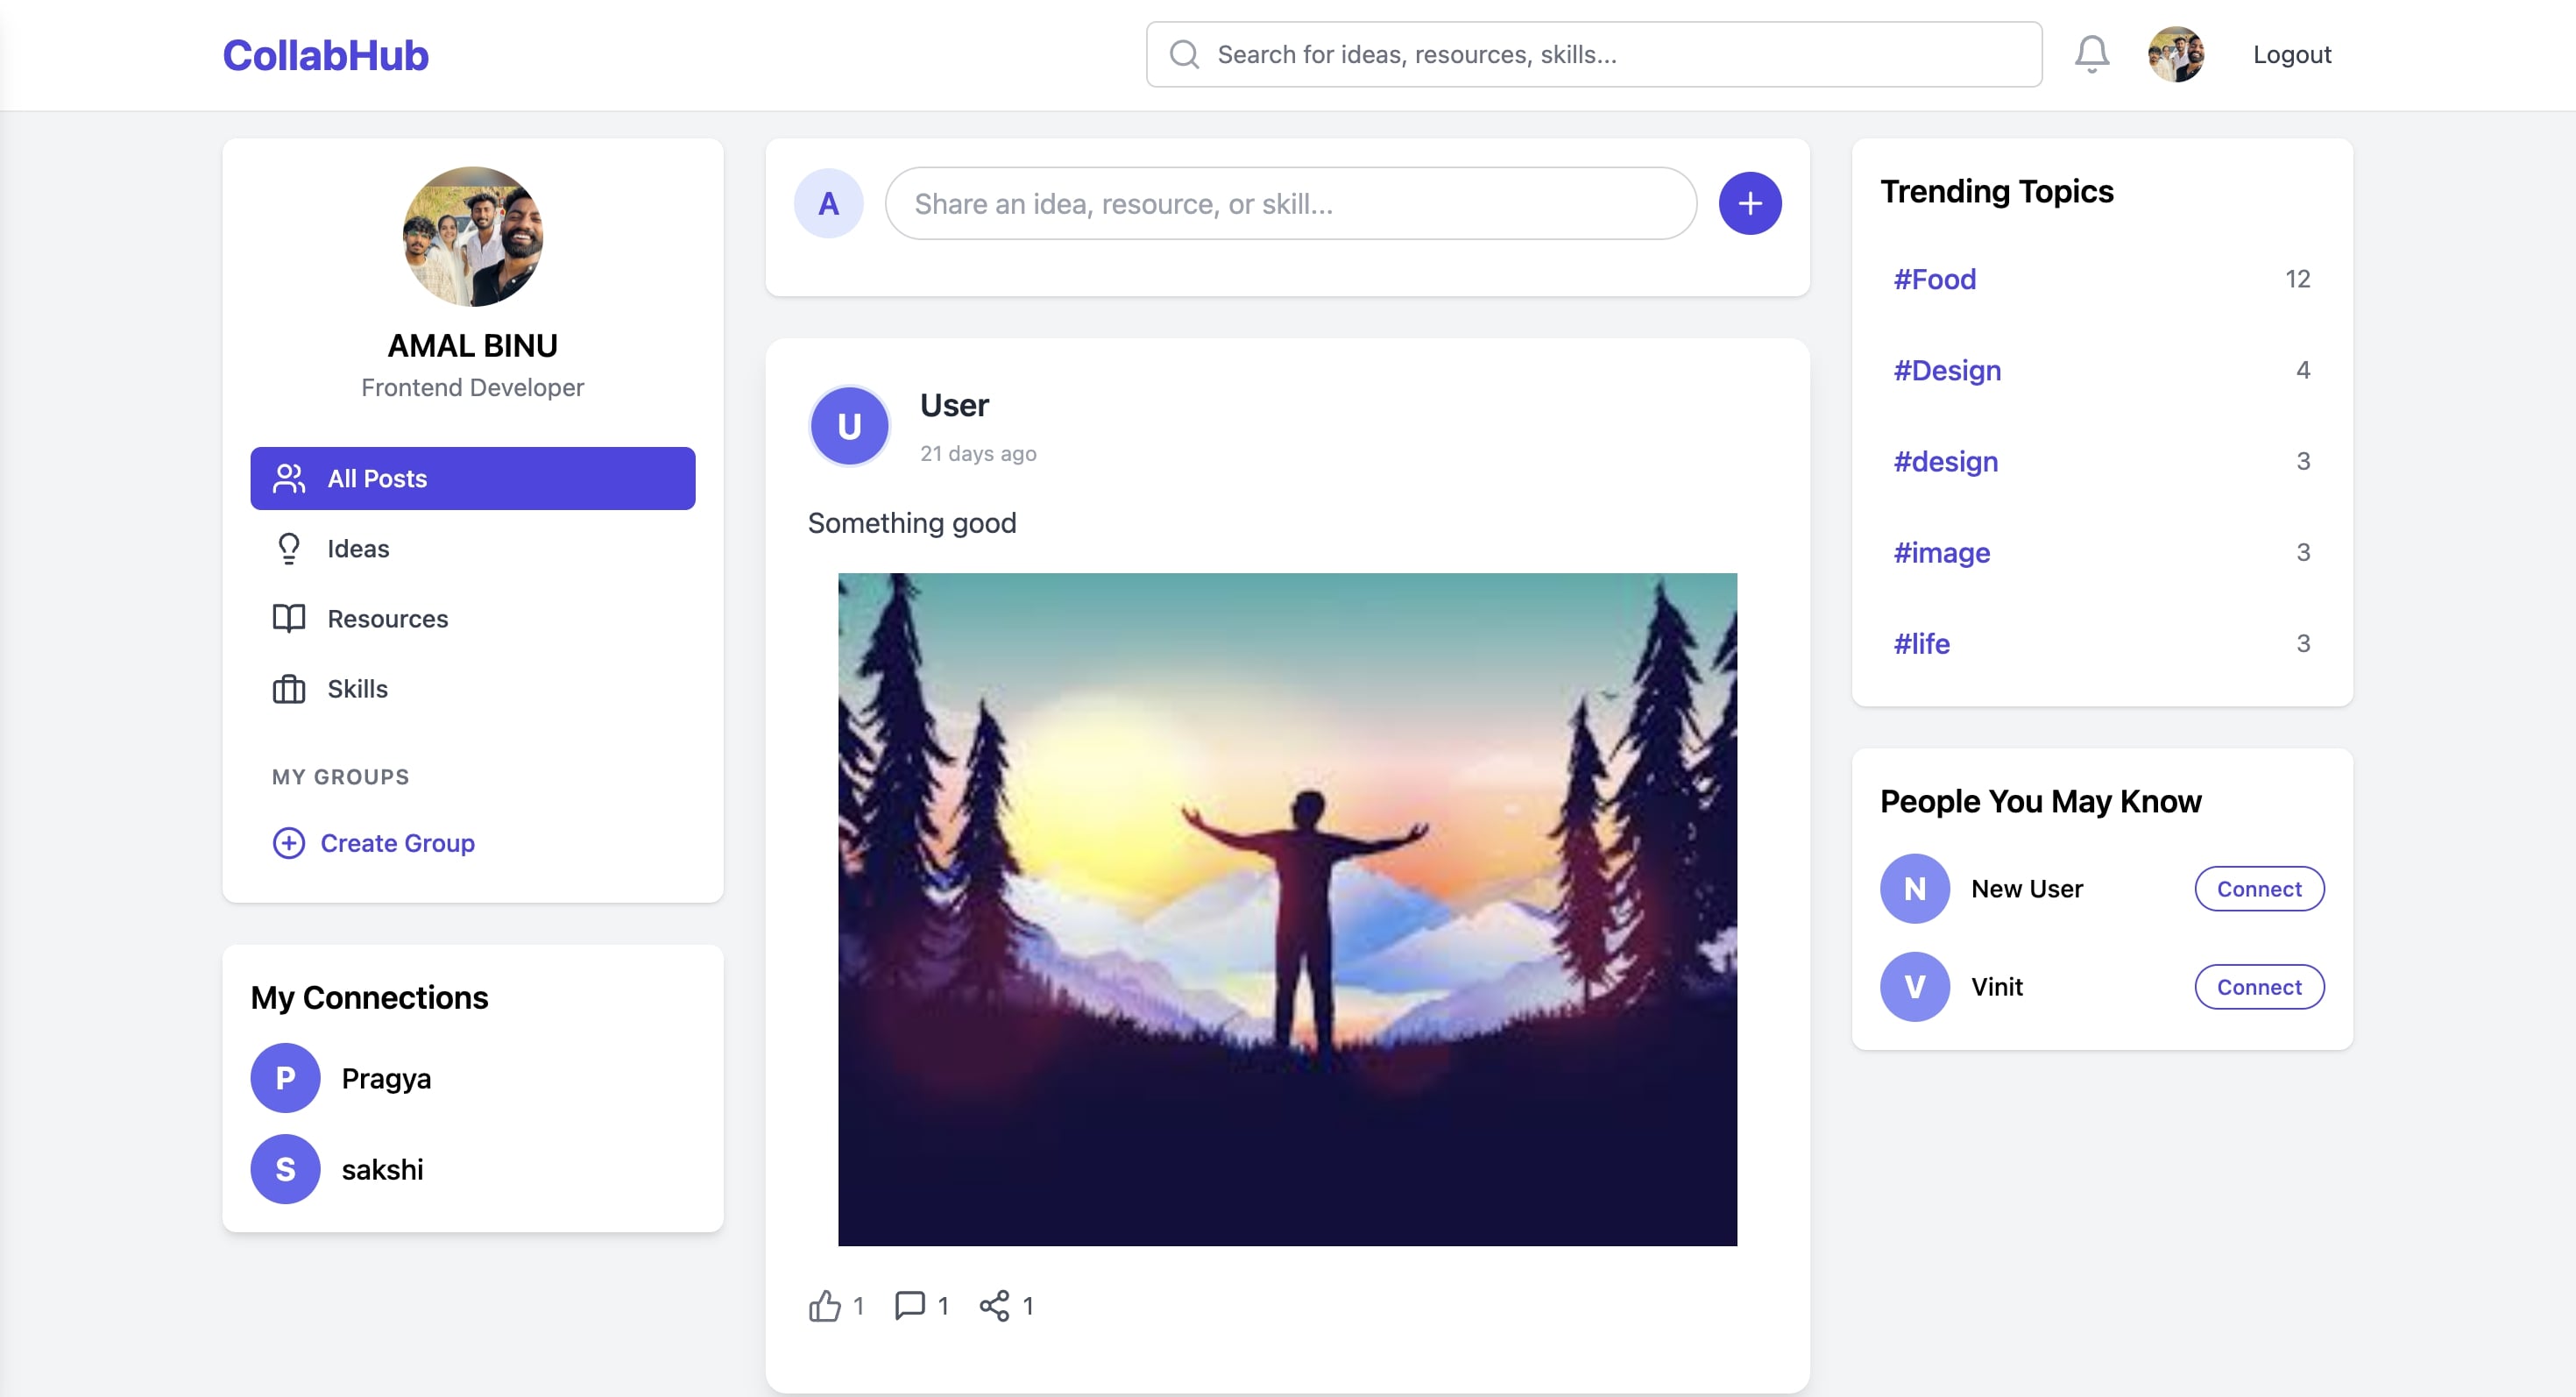 CollabHub
Search for ideas, resources, skills...
Logout
AMAL BINU
Frontend Developer
All Posts
Ideas
Resources
Skills
MY GROUPS
Create Group
My Connections
P Pragya
S sakshi
A Share an idea, resource, or skill...
U
User
21 days ago
Something good
1 1 1
Trending Topics
#Food 12
#Design 4
#design 3
#image 3
#life 3
People You May Know
N New User Connect
V Vinit Connect